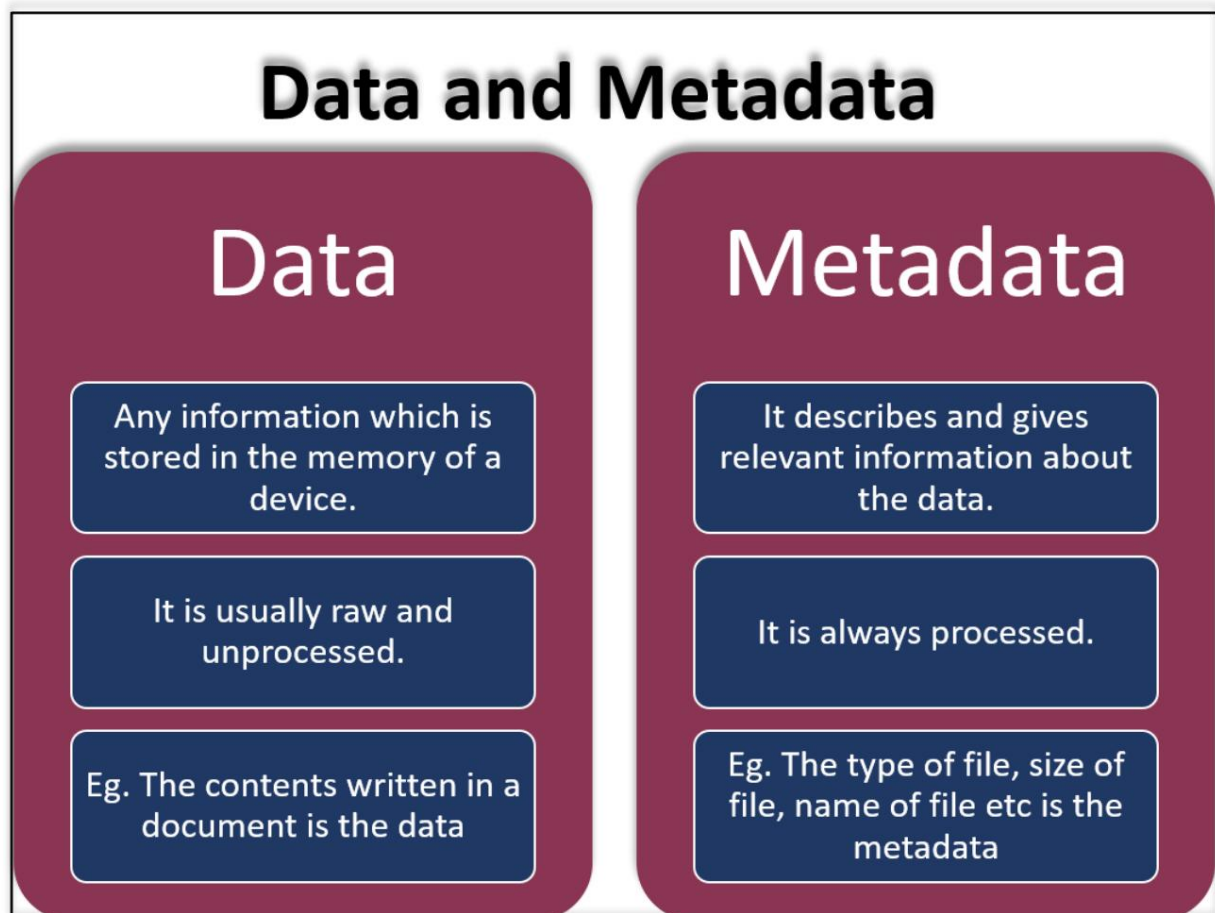 Data and Metadata
Data
Any information which is
stored in the memory of a
device.
It is usually raw and
unprocessed.
Eg. The contents written in a
document is the data
Metadata
It describes and gives
relevant information about
the data.
It is always processed.
Eg. The type of file, size of
file, name of file etc is the
metadata